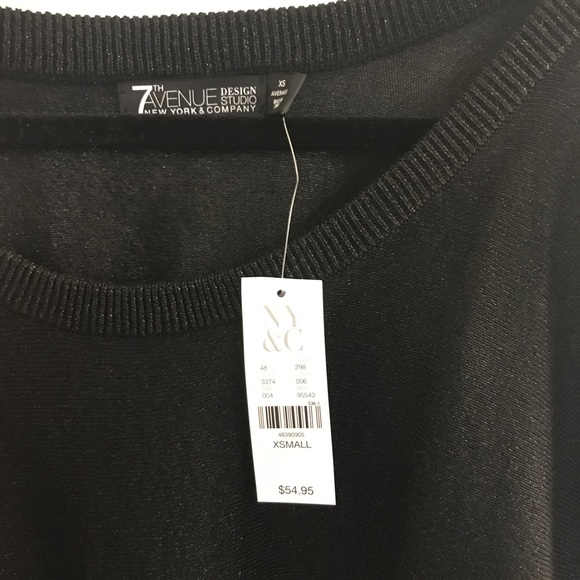 7TH AVENUE DESIGN STUDIO
NEW YORK & COMPANY
XS
AVERAGE
NY
&C
48 298
3374 006
004 95543
48390905
XSMALL
$54.95